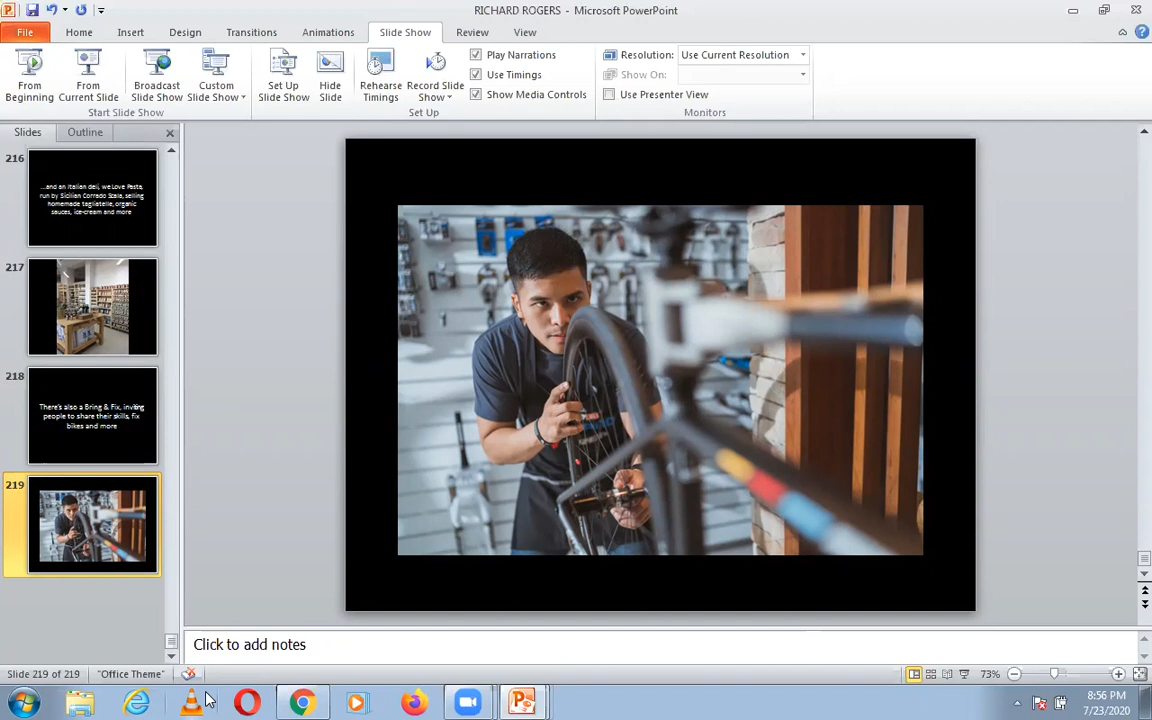 RICHARD ROGERS - Microsoft PowerPoint
File Home Insert Design Transitions Animations Slide Show Review View
From Beginning
From Current Slide
Broadcast Slide Show
Custom Slide Show
Set Up Slide Show
Hide Slide
Rehearse Timings
Record Slide Show
Play Narrations
Use Timings
Show Media Controls
Resolution: Use Current Resolution
Show On:
Use Presenter View
Start Slide Show Set Up Monitors
Slides Outline
216
...and an Italian deli, we Love Pasta,
run by Sicilian Corrado Scala, selling
homemade tagliatelle, organic
sauces, ice-cream and more
217
218
There's also a Bring & Fix, inviting
people to share their skills, fix
bikes and more
219
Click to add notes
Slide 219 of 219 "Office Theme" 73%
8:56 PM
7/23/2020